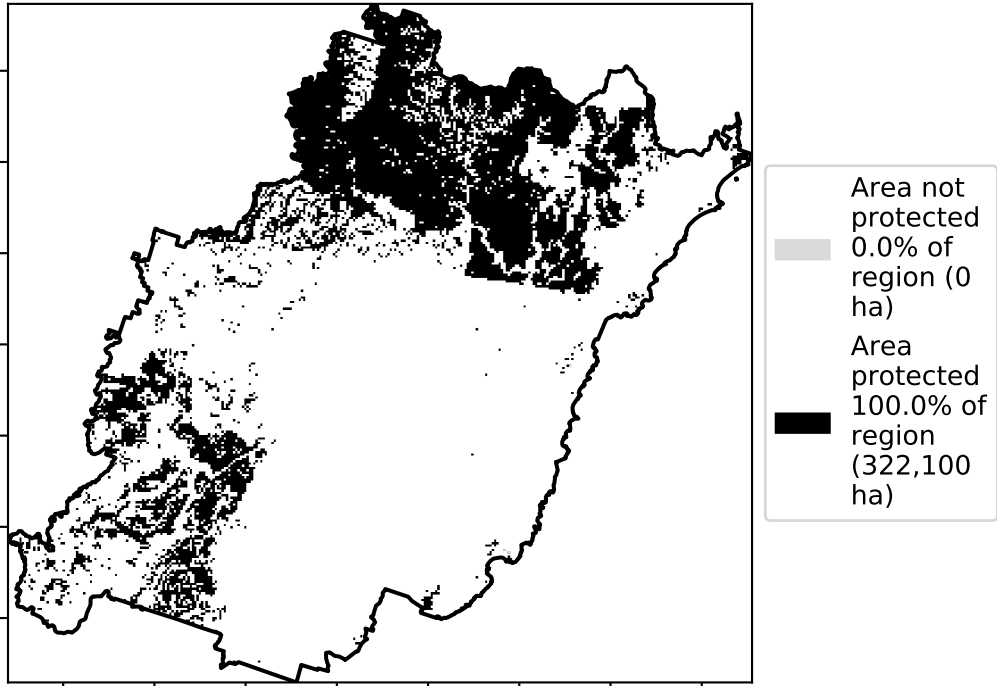 Area not
protected
0.0% of
region (0
ha)
Area
protected
100.0% of
region
(322,100
ha)